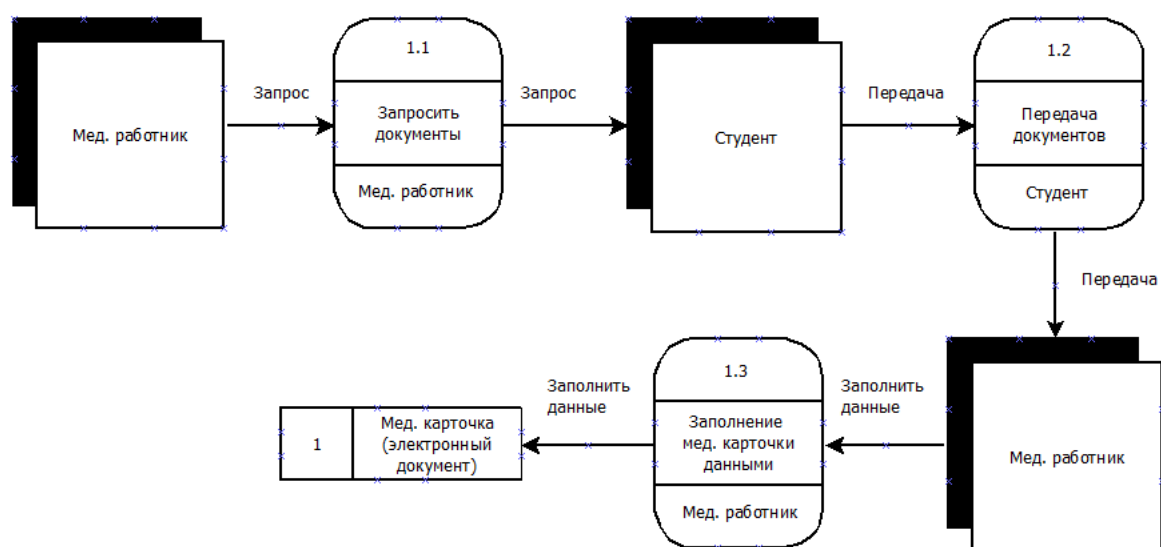 Мед. работник
Запрос
1.1
Запросить
документы
Мед. работник
Запрос
Студент
Передача
1.2
Передача
документов
Студент
Передача
Мед. работник
Заполнить
данные
1.3
Заполнение
мед. карточки
данными
Мед. работник
Заполнить
данные
1
Мед. карточка
(электронный
документ)